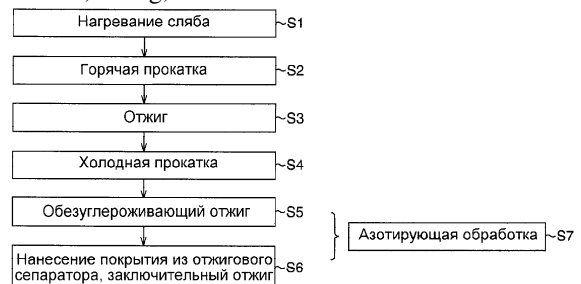 Нагревание сляба
S1
Горячая прокатка
S2
Отжиг
S3
Холодная прокатка
S4
Обезуглероживающий отжиг
S5
Азотирующая обработка
S7
Нанесение покрытия из отжигового
сепаратора, заключительный отжиг
S6